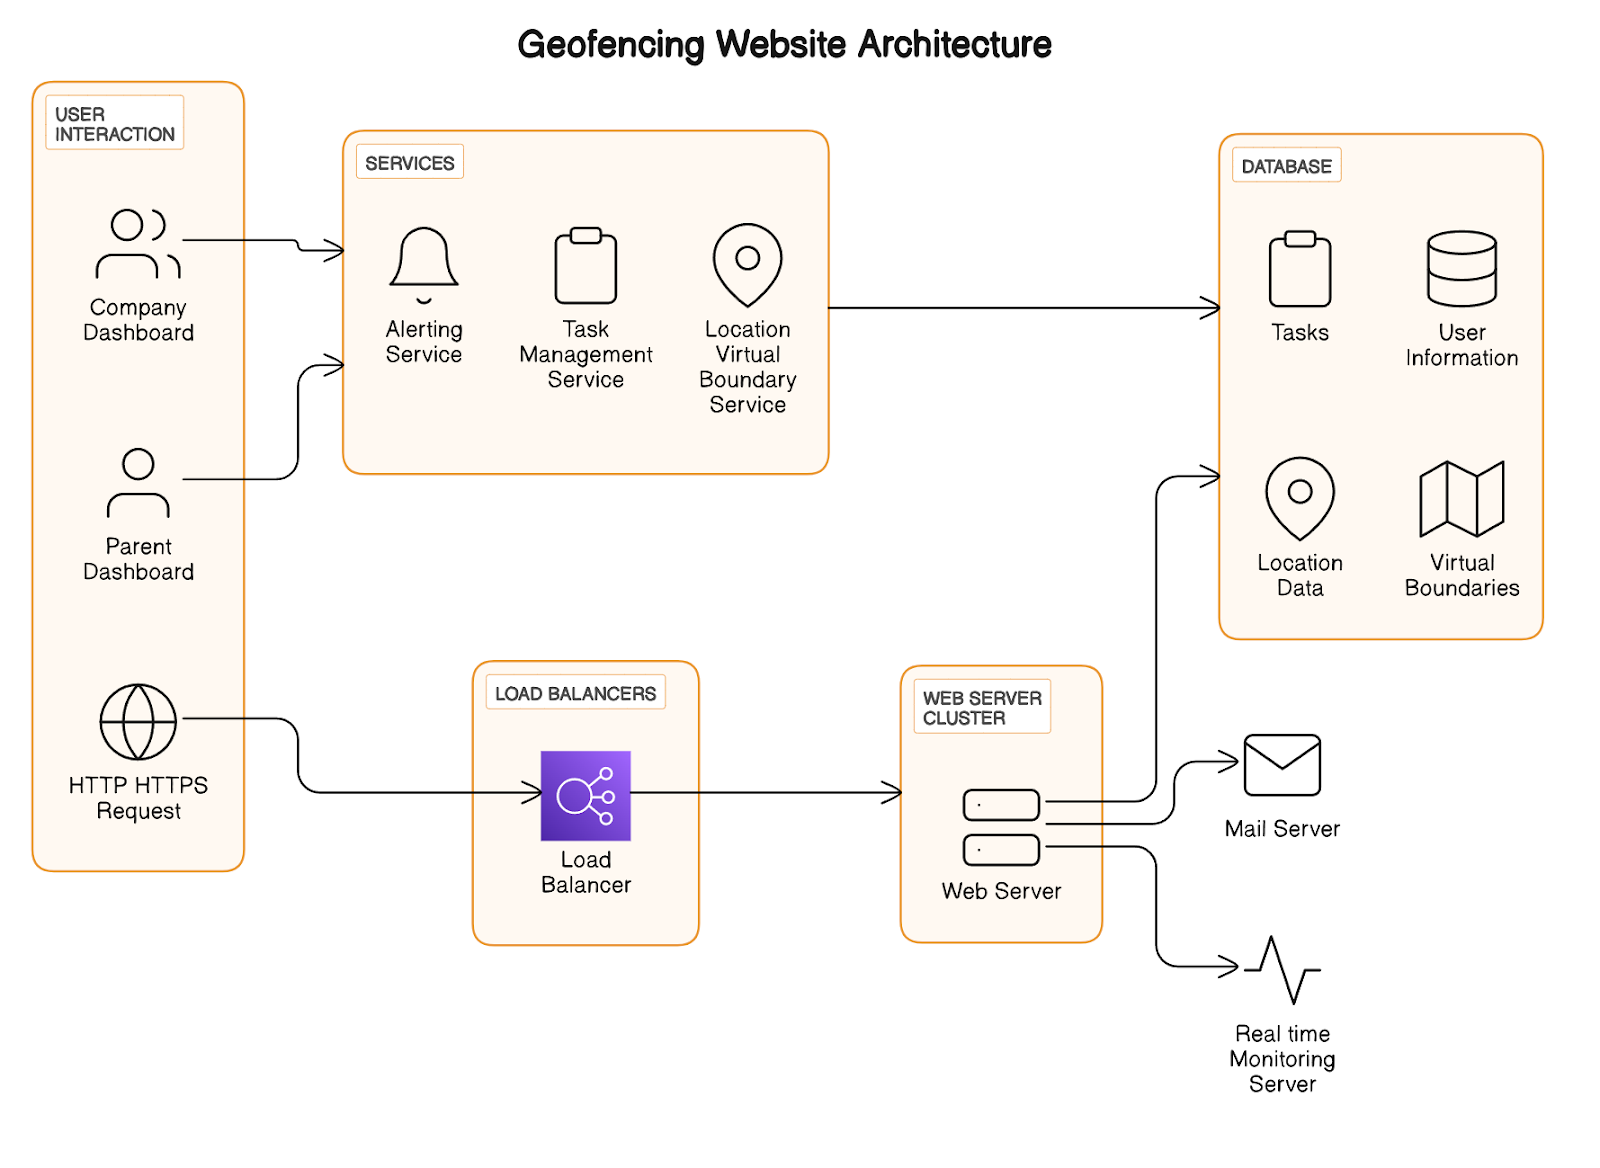 Geofencing Website Architecture
USER
INTERACTION
Company
Dashboard
Parent
Dashboard
HTTP HTTPS
Request
SERVICES
Alerting
Service
Task
Management
Service
Location
Virtual
Boundary
Service
LOAD BALANCERS
Load
Balancer
WEB SERVER
CLUSTER
Web Server
DATABASE
Tasks
User
Information
Location
Data
Virtual
Boundaries
Mail Server
Real time
Monitoring
Server